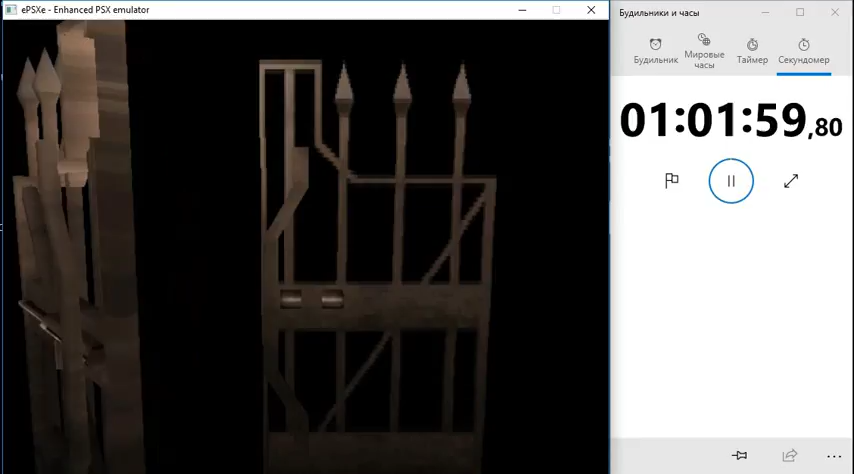 ePSXe - Enhanced PSX emulator
Будильники и часы
Будильник
Мировые
часы
Таймер
Секундомер
01:01:59,80